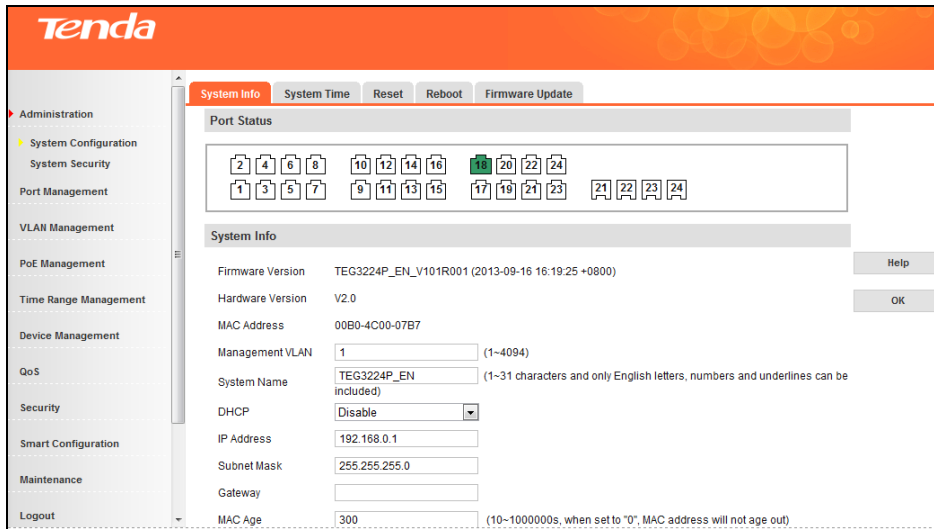 Tenda
System Info System Time Reset Reboot Firmware Update
Administration
System Configuration
System Security
Port Management
VLAN Management
PoE Management
Time Range Management
Device Management
QoS
Security
Smart Configuration
Maintenance
Logout
Port Status
2 4 6 8 10 12 14 16 18 20 22 24
1 3 5 7 9 11 13 15 17 19 21 23 21 22 23 24
System Info
Firmware Version TEG3224P_EN_V101R001 (2013-09-16 16:19:25 +0800)
Hardware Version V2.0
MAC Address 00B0-4C00-07B7
Management VLAN 1 (1~4094)
System Name TEG3224P_EN (1~31 characters and only English letters, numbers and underlines can be
included)
DHCP Disable
IP Address 192.168.0.1
Subnet Mask 255.255.255.0
Gateway
MAC Age 300 (10~1000000s, when set to "0", MAC address will not age out)
Help
OK